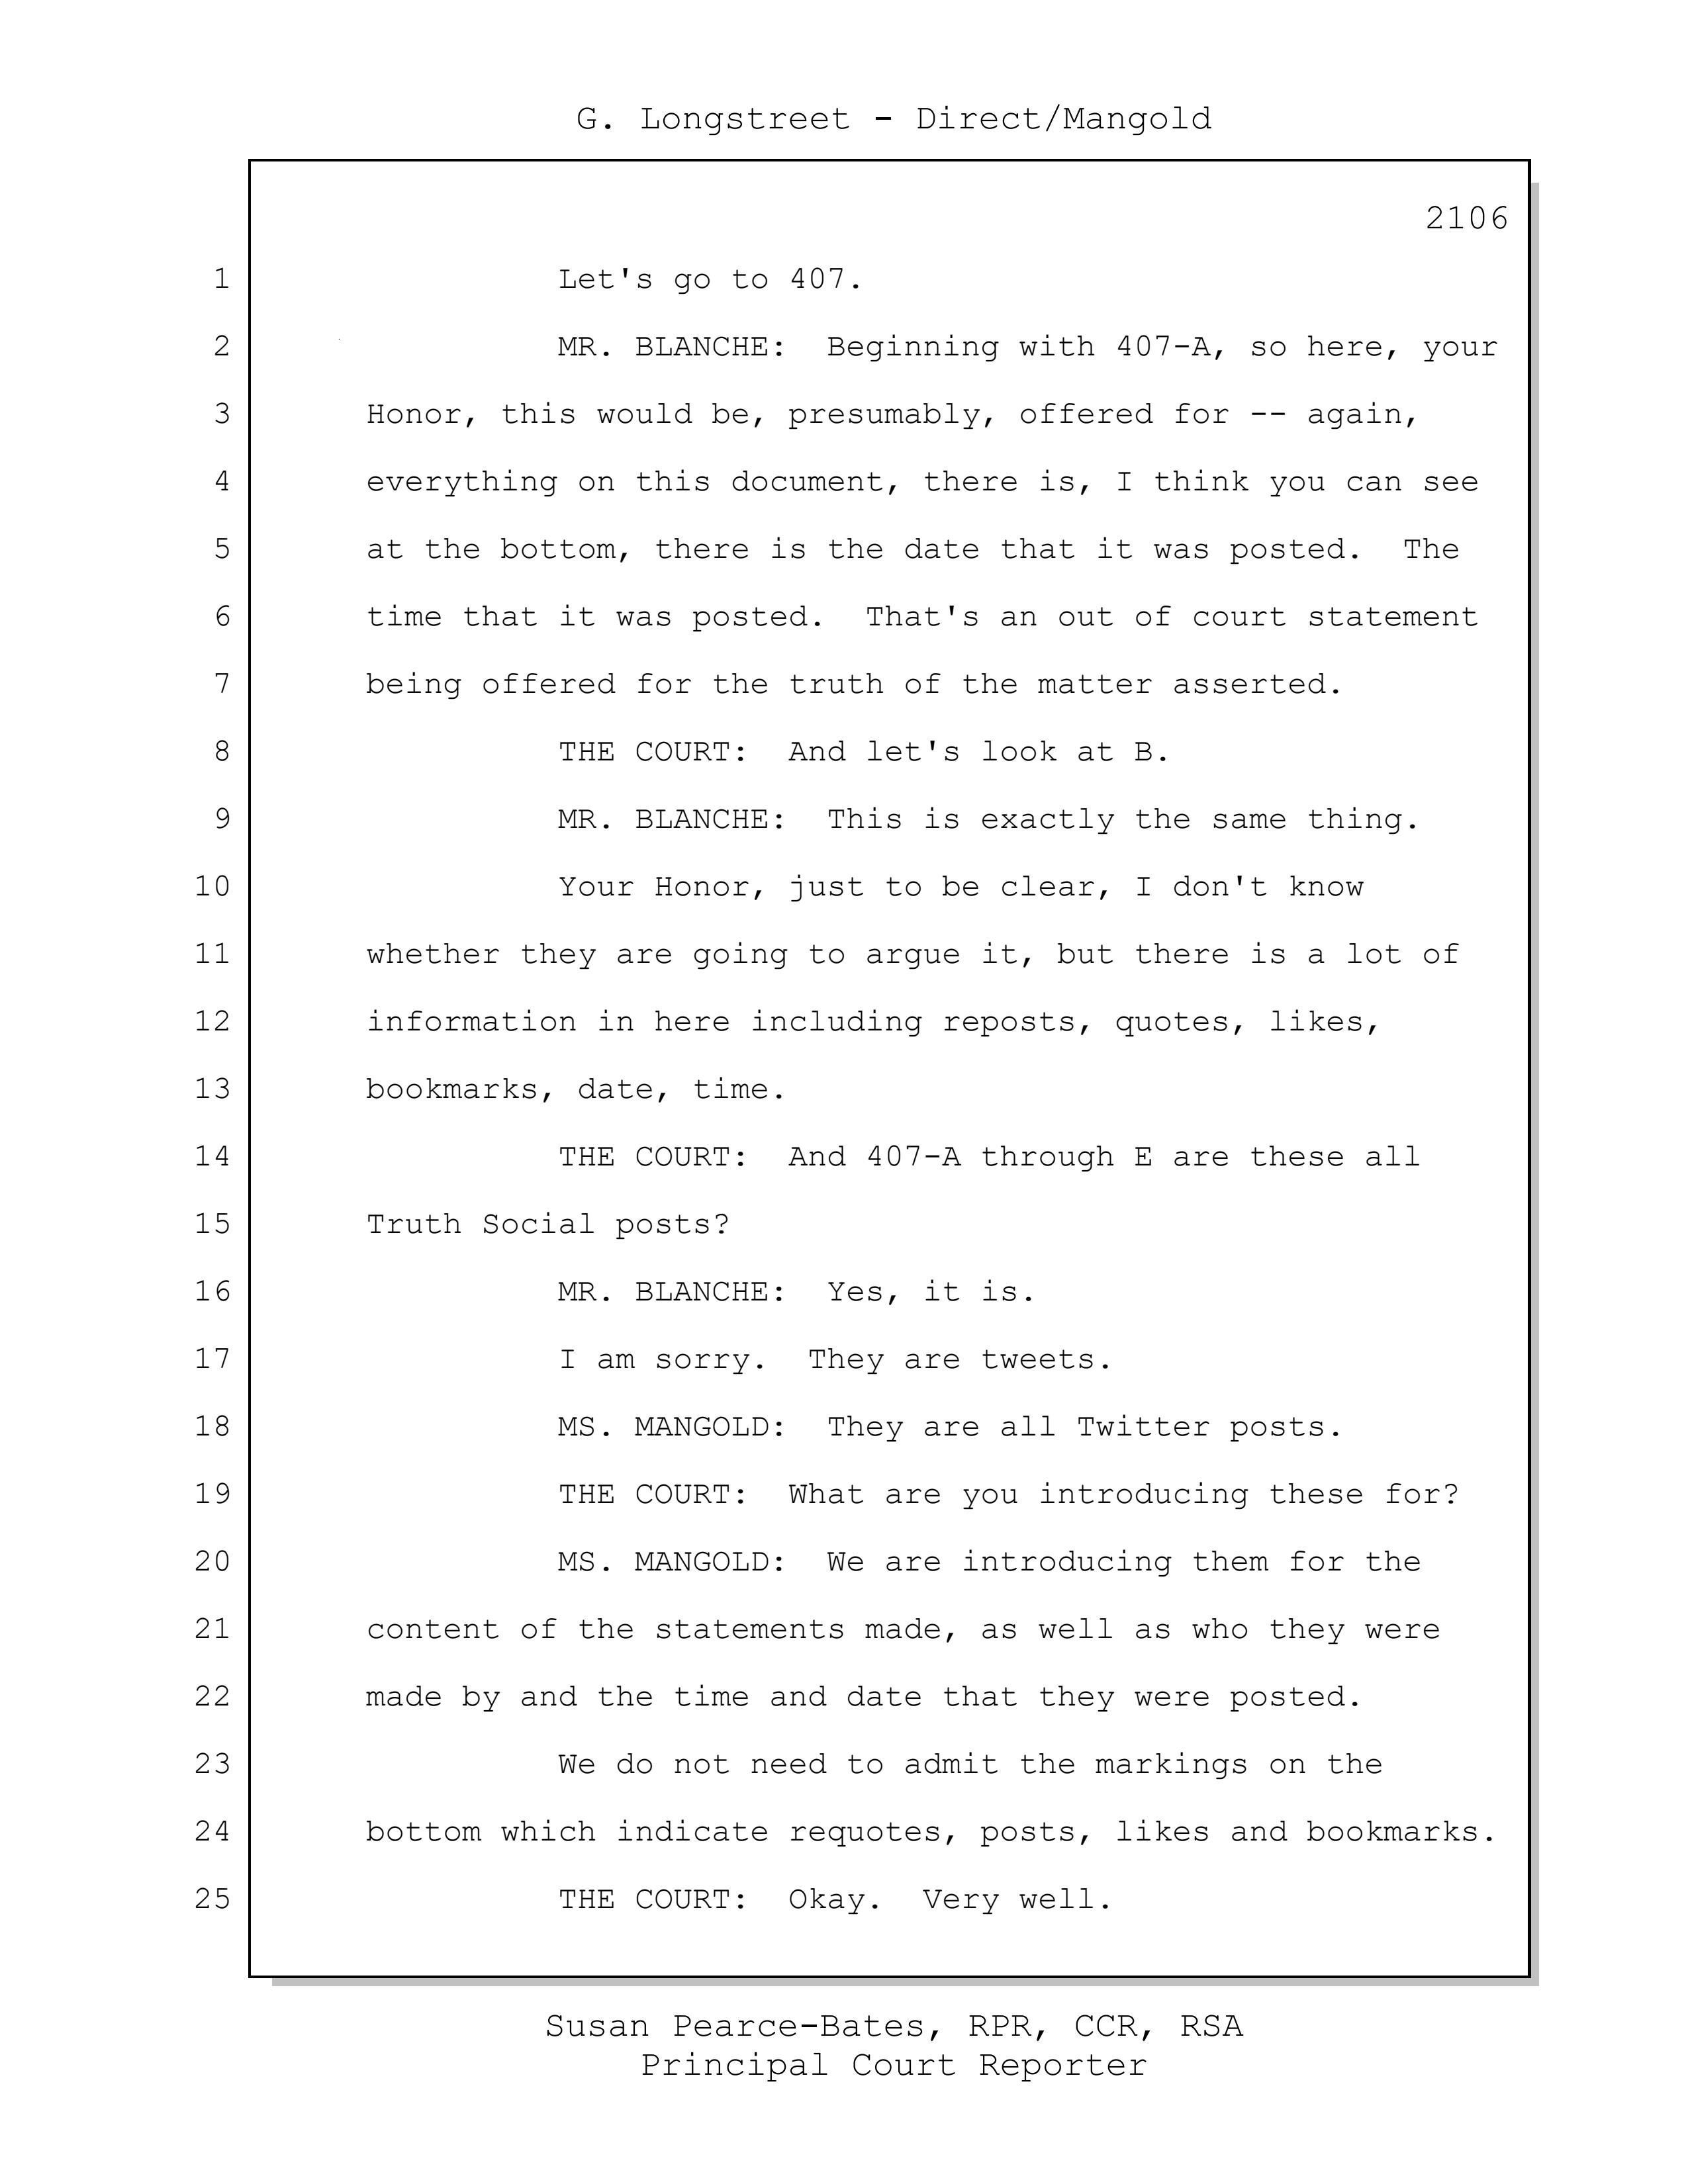 G. Longstreet - Direct/Mangold
2106
1 Let's go to 407.
2 MR. BLANCHE: Beginning with 407-A, so here, your
3 Honor, this would be, presumably, offered for -- again,
4 everything on this document, there is, I think you can see
5 at the bottom, there is the date that it was posted. The
6 time that it was posted. That's an out of court statement
7 being offered for the truth of the matter asserted.
8 THE COURT: And let's look at B.
9 MR. BLANCHE: This is exactly the same thing.
10 Your Honor, just to be clear, I don't know
11 whether they are going to argue it, but there is a lot of
12 information in here including reposts, quotes, likes,
13 bookmarks, date, time.
14 THE COURT: And 407-A through E are these all
15 Truth Social posts?
16 MR. BLANCHE: Yes, it is.
17 I am sorry. They are tweets.
18 MS. MANGOLD: They are all Twitter posts.
19 THE COURT: What are you introducing these for?
20 MS. MANGOLD: We are introducing them for the
21 content of the statements made, as well as who they were
22 made by and the time and date that they were posted.
23 We do not need to admit the markings on the
24 bottom which indicate requotes, posts, likes and bookmarks.
25 THE COURT: Okay. Very well.
Susan Pearce-Bates, RPR, CCR, RSA
Principal Court Reporter